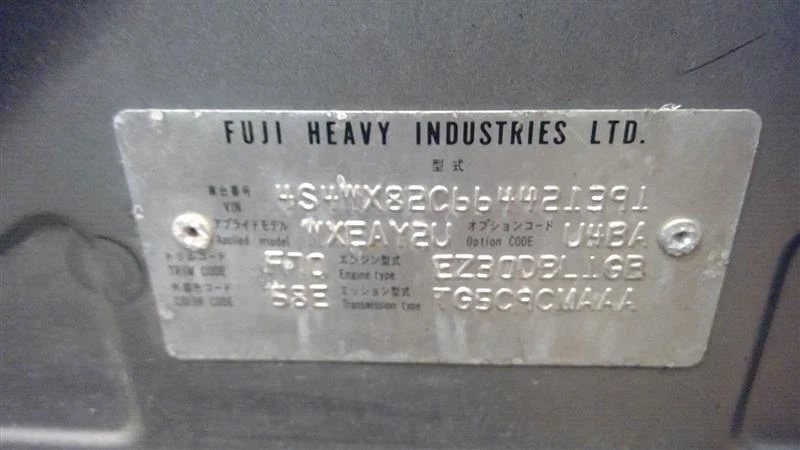 FUJI HEAVY INDUSTRIES LTD.
型式
車台番号 VIN 4S4WX82C664421391
アプライドモデル Applied model WXEAY2U オプションコード Option CODE U4BA
トリムコード TRIM CODE エンジン型式 Engine type EZ30DBL1GB
外装色コード COLOR CODE 58E ミッション型式 Transmission type TG5C9CMAAA